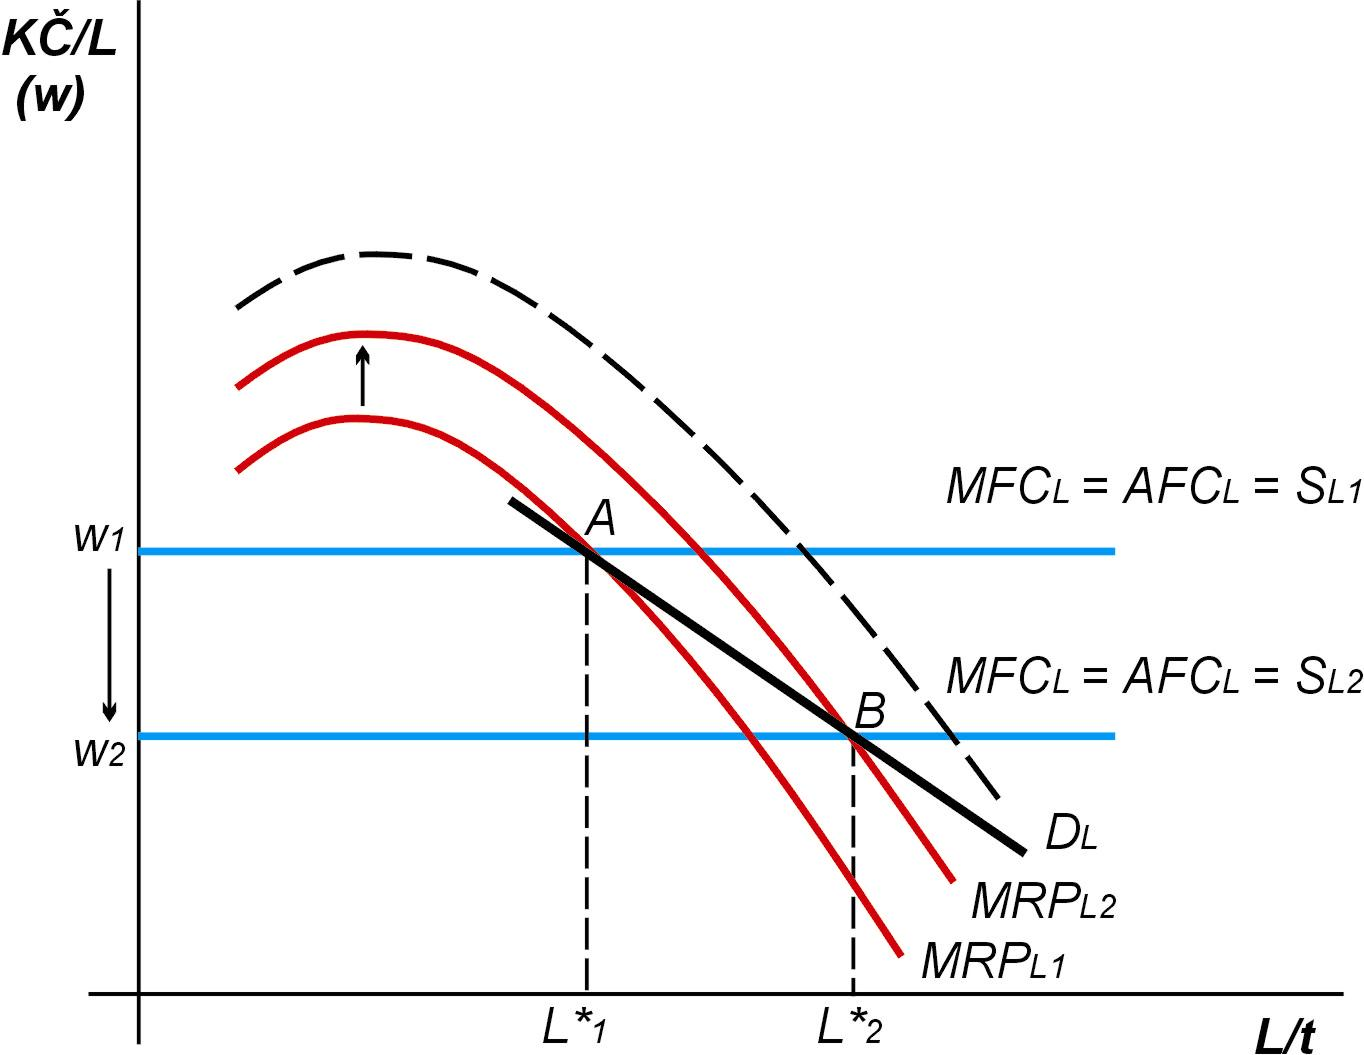 KČ/L
(w)
MFCL = AFCL = SL1
A
w1
MFCL = AFCL = SL2
B
w2
DL
MRPL2
MRPL1
L*1
L*2
L/t